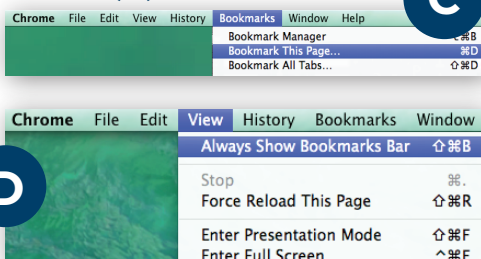 C
Chrome File Edit View History Bookmarks Window Help
Bookmark Manager ⌘B
Bookmark This Page... ⌘D
Bookmark All Tabs... ⇧⌘D
Chrome File Edit View History Bookmarks Window
D
Always Show Bookmarks Bar ⇧⌘B
Stop ⌘.
Force Reload This Page ⇧⌘R
Enter Presentation Mode ⇧⌘F
Enter Full Screen ^⌘F